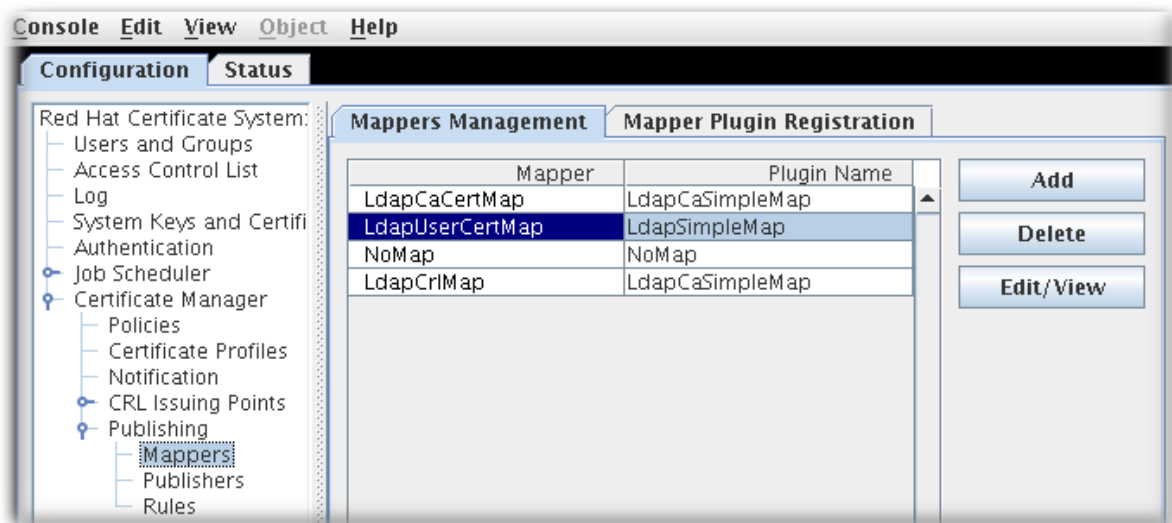 Console Edit View Object Help
Configuration Status
Red Hat Certificate System:
Users and Groups
Access Control List
Log
System Keys and Certifi
Authentication
Job Scheduler
Certificate Manager
Policies
Certificate Profiles
Notification
CRL Issuing Points
Publishing
Mappers
Publishers
Rules
Mappers Management Mapper Plugin Registration
Mapper Plugin Name
LdapCaCertMap LdapCaSimpleMap
LdapUserCertMap LdapSimpleMap
NoMap NoMap
LdapCrlMap LdapCaSimpleMap
Add
Delete
Edit/View